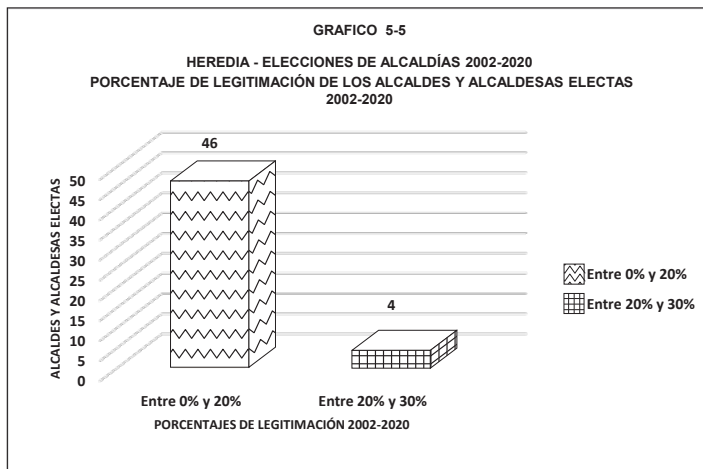 GRAFICO 5-5
HEREDIA - ELECCIONES DE ALCALDÍAS 2002-2020
PORCENTAJE DE LEGITIMACIÓN DE LOS ALCALDES Y ALCALDESAS ELECTAS
2002-2020
ALCALDES Y ALCALDESAS ELECTAS
50
45
40
35
30
25
20
15
10
5
0
46
4
Entre 0% y 20%
Entre 20% y 30%
PORCENTAJES DE LEGITIMACIÓN 2002-2020
Entre 0% y 20%
Entre 20% y 30%